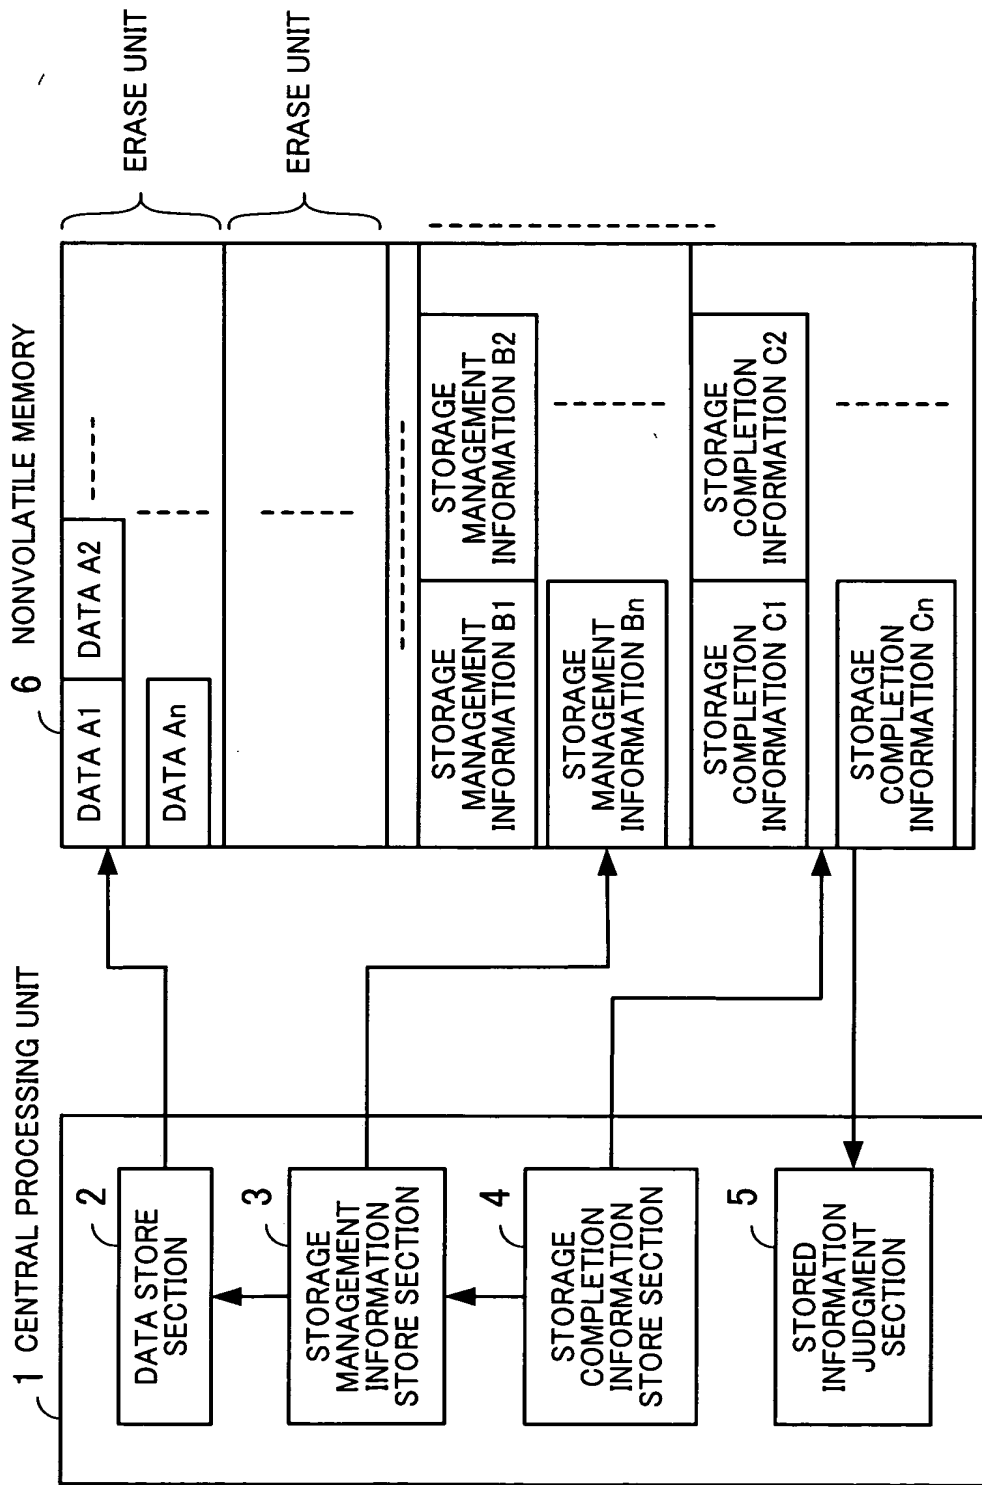 1 CENTRAL PROCESSING UNIT
2
DATA STORE
SECTION
3
STORAGE
MANAGEMENT
INFORMATION
STORE SECTION
4
STORAGE
COMPLETION
INFORMATION
STORE SECTION
5
STORED
INFORMATION
JUDGMENT
SECTION
6 NONVOLATILE MEMORY
DATA A1
DATA A2
DATA An
ERASE UNIT
ERASE UNIT
STORAGE
MANAGEMENT
INFORMATION B1
STORAGE
MANAGEMENT
INFORMATION B2
STORAGE
MANAGEMENT
INFORMATION Bn
STORAGE
COMPLETION
INFORMATION C1
STORAGE
COMPLETION
INFORMATION C2
STORAGE
COMPLETION
INFORMATION Cn